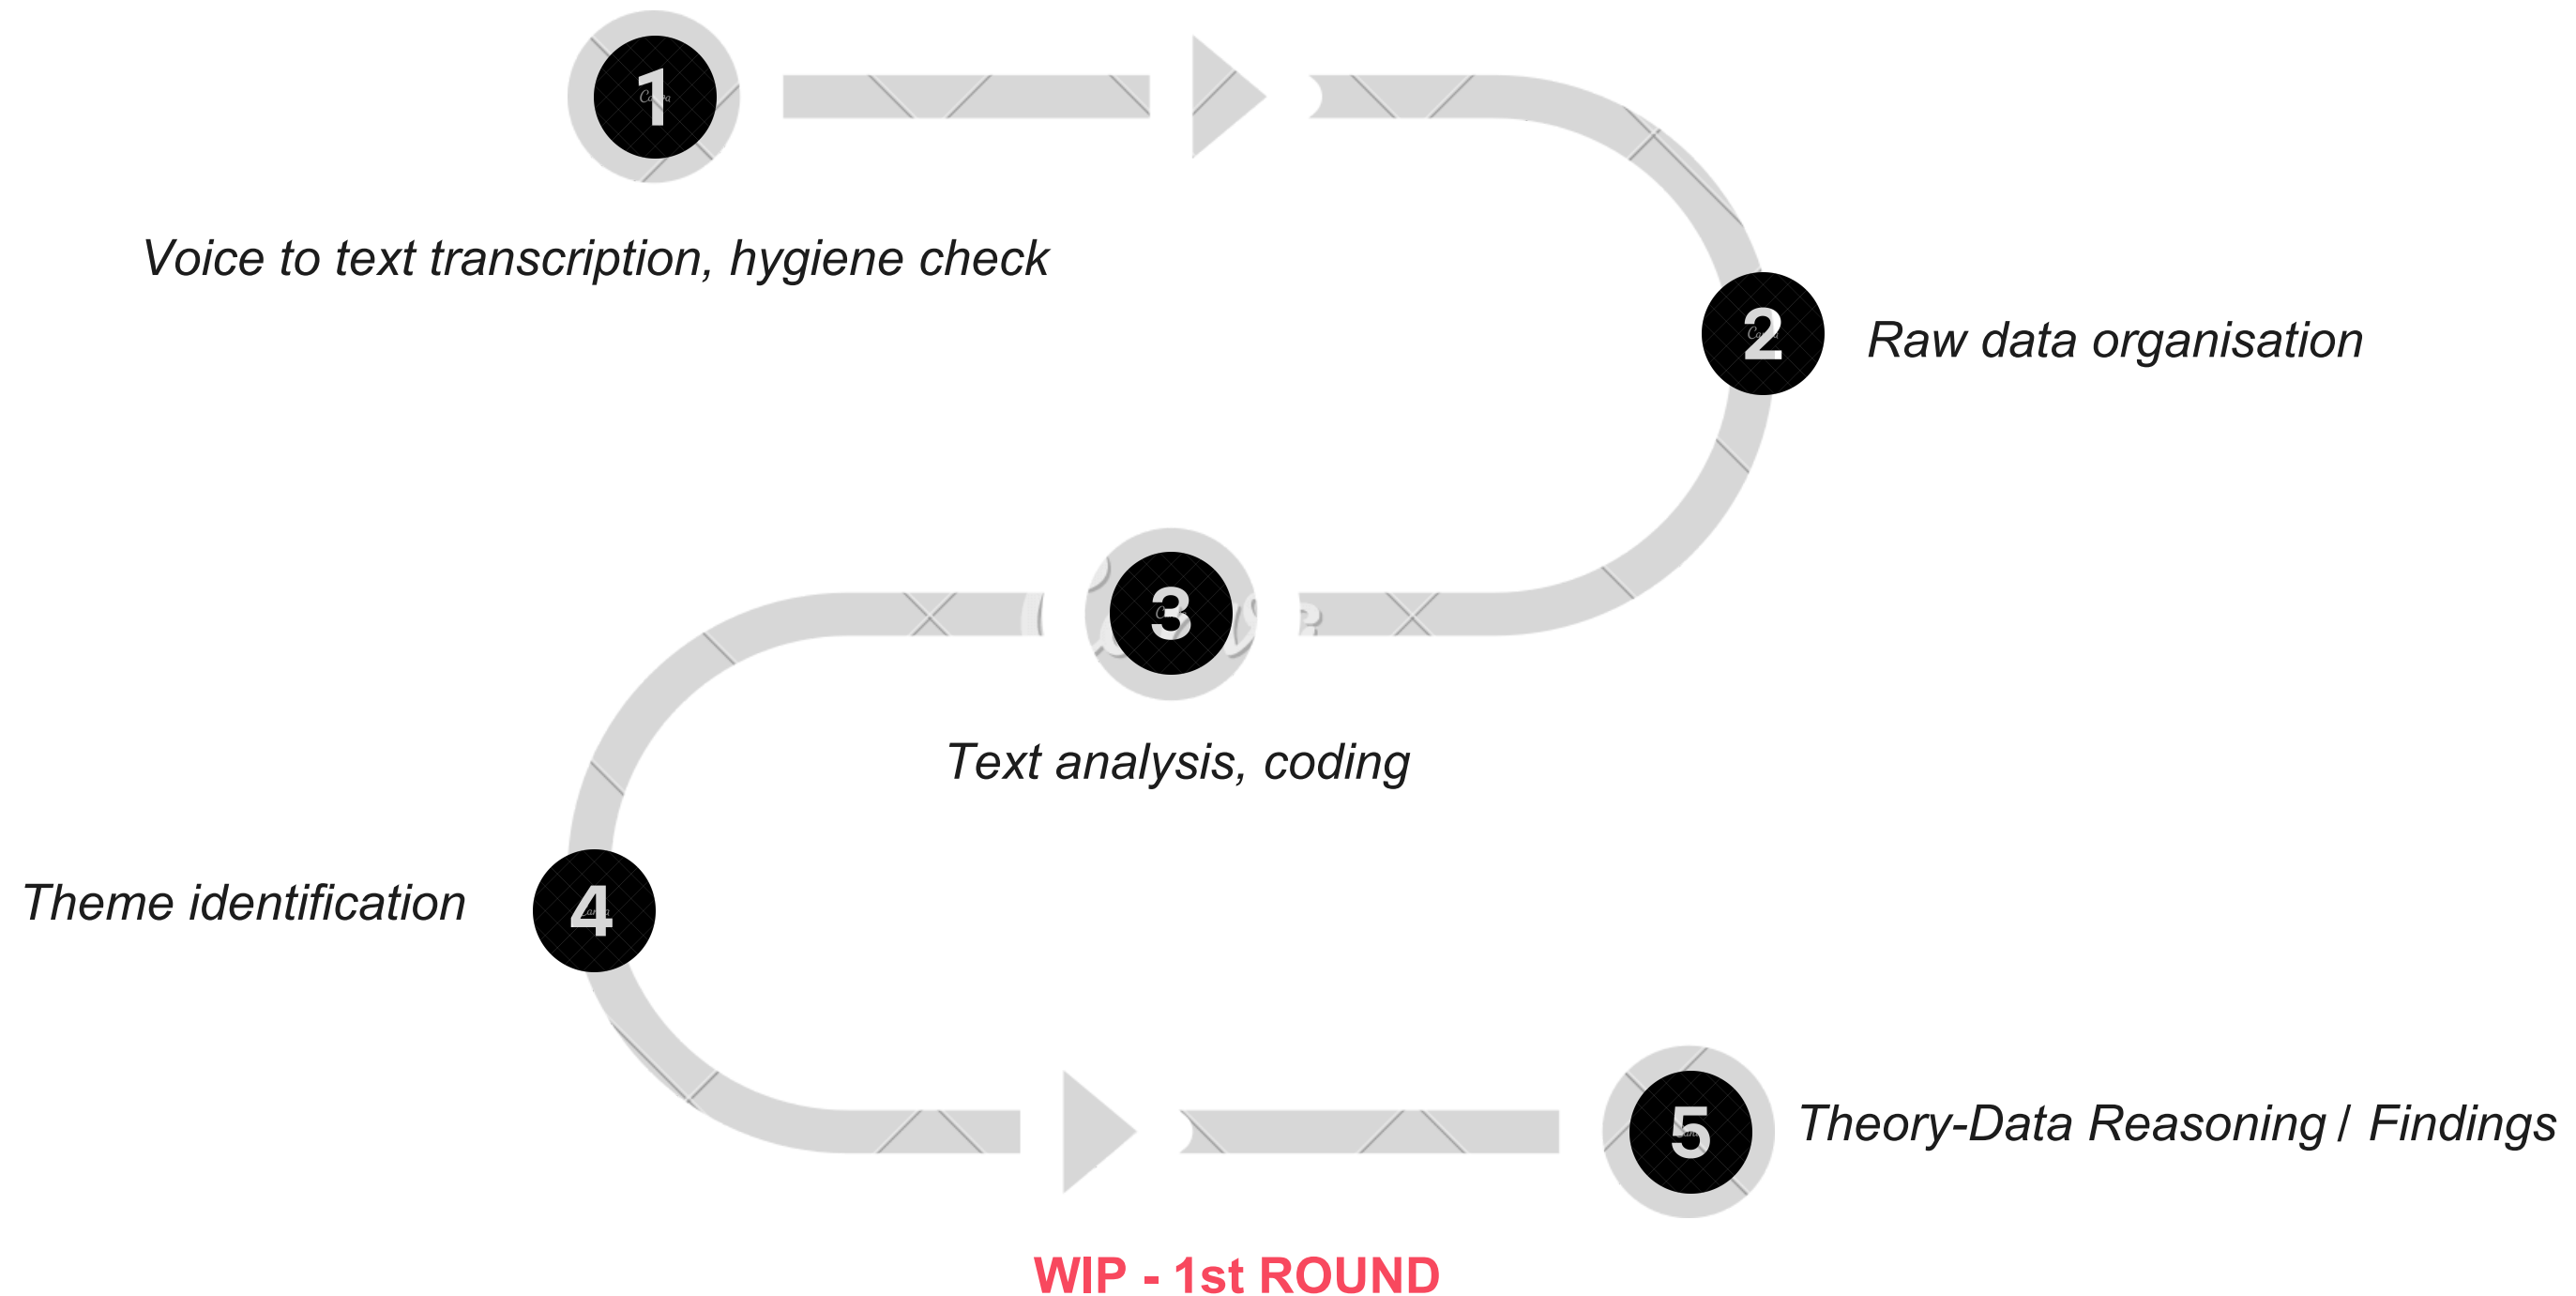 1
Voice to text transcription, hygiene check
2
Raw data organisation
3
Text analysis, coding
4
Theme identification
5
Theory-Data Reasoning / Findings
WIP - 1st ROUND